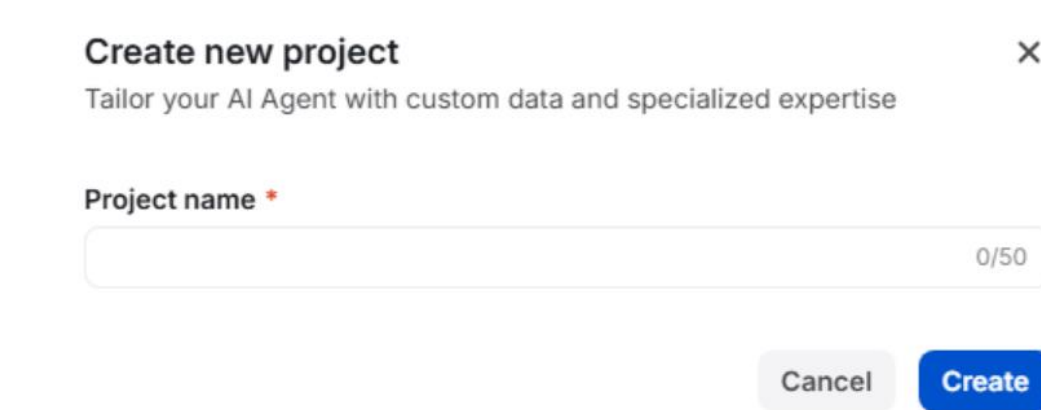 Create new project
Tailor your AI Agent with custom data and specialized expertise
Project name *
0/50
Cancel
Create